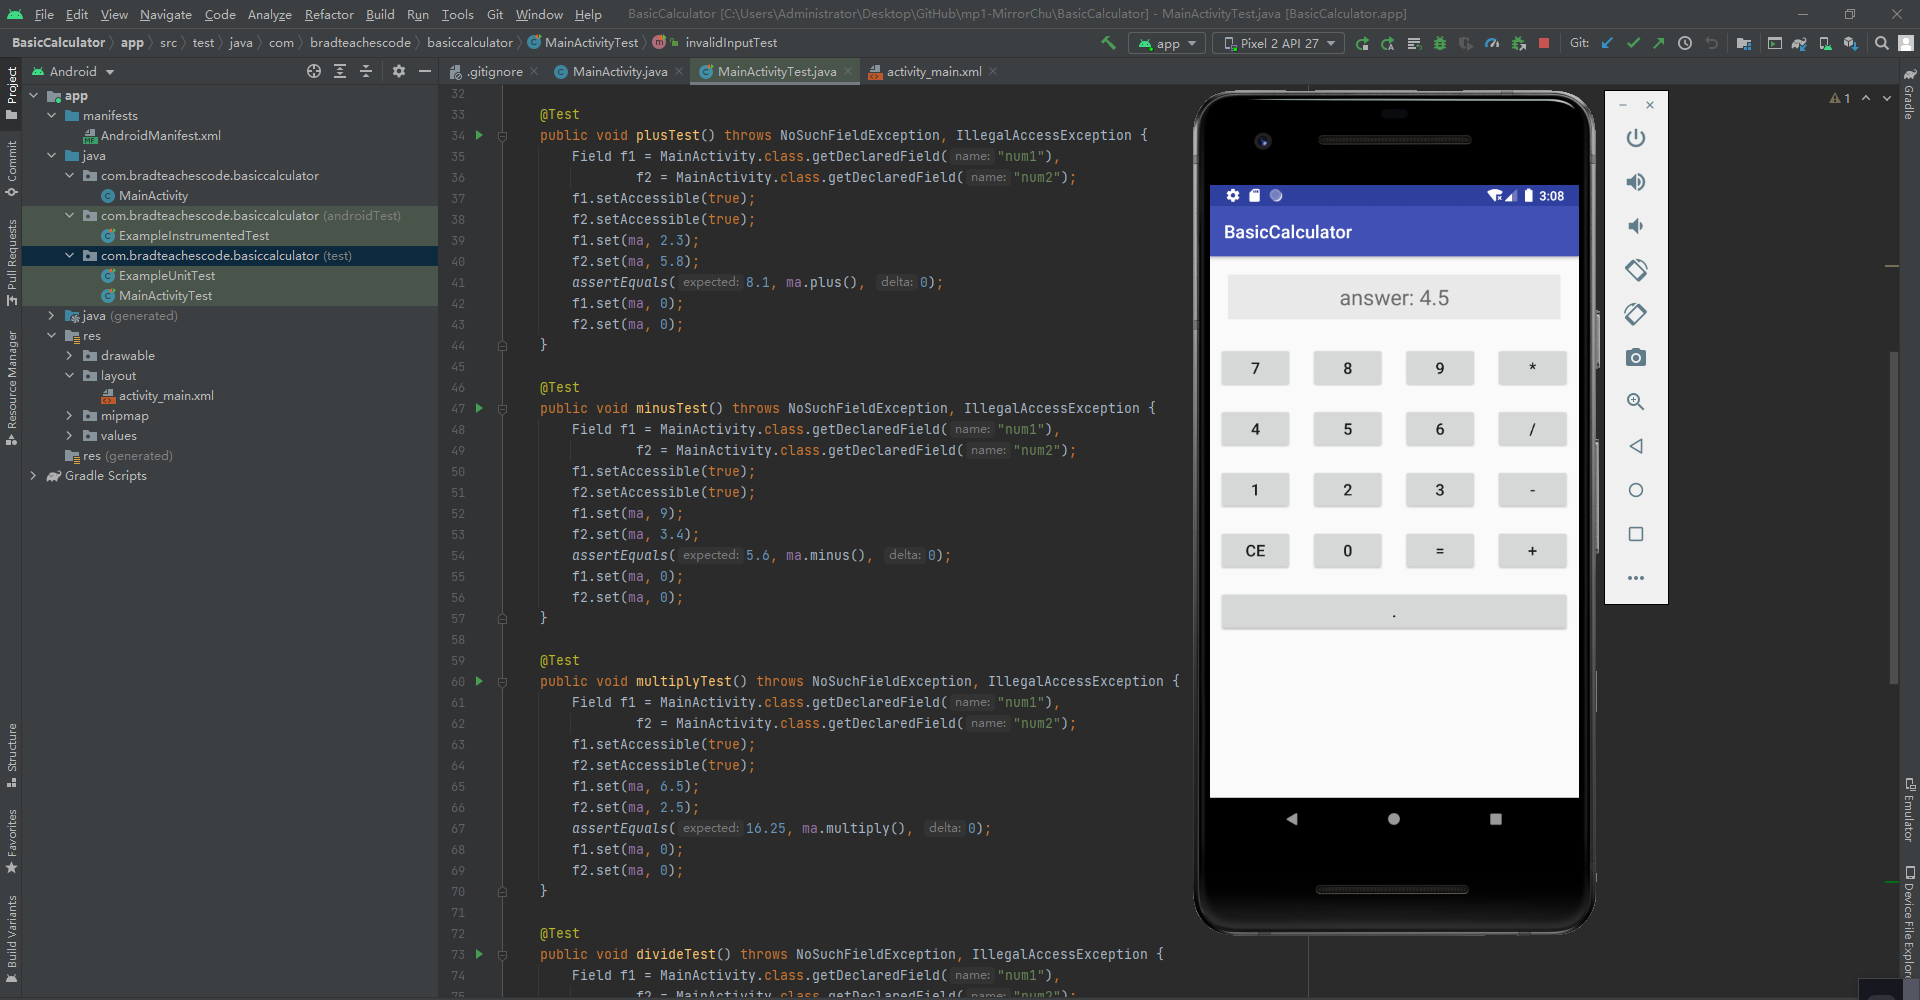 File Edit View Navigate Code Analyze Refactor Build Run Tools Git Window Help BasicCalculator [C:\Users\Administrator\Desktop\GitHub\mp1-MirrorChu\BasicCalculator] - MainActivityTest.java [BasicCalculator.app]
BasicCalculator app src test java com bradteachescode basiccalculator MainActivityTest invalidInputTest app Pixel 2 API 27 Git:
Android
.gitignore MainActivity.java MainActivityTest.java activity_main.xml
Project
Commit
Pull Requests
Resource Manager
Structure
Favorites
Build Variants
app
manifests
AndroidManifest.xml
java
com.bradteachescode.basiccalculator
MainActivity
com.bradteachescode.basiccalculator (androidTest)
ExampleInstrumentedTest
com.bradteachescode.basiccalculator (test)
ExampleUnitTest
MainActivityTest
java (generated)
res
drawable
layout
activity_main.xml
mipmap
values
res (generated)
Gradle Scripts
32
33 @Test
34 public void plusTest() throws NoSuchFieldException, IllegalAccessException {
35 Field f1 = MainActivity.class.getDeclaredField( name: "num1"),
36 f2 = MainActivity.class.getDeclaredField( name: "num2");
37 f1.setAccessible(true);
38 f2.setAccessible(true);
39 f1.set(ma, 2.3);
40 f2.set(ma, 5.8);
41 assertEquals( expected: 8.1, ma.plus(), delta: 0);
42 f1.set(ma, 0);
43 f2.set(ma, 0);
44 }
45
46 @Test
47 public void minusTest() throws NoSuchFieldException, IllegalAccessException {
48 Field f1 = MainActivity.class.getDeclaredField( name: "num1"),
49 f2 = MainActivity.class.getDeclaredField( name: "num2");
50 f1.setAccessible(true);
51 f2.setAccessible(true);
52 f1.set(ma, 9);
53 f2.set(ma, 3.4);
54 assertEquals( expected: 5.6, ma.minus(), delta: 0);
55 f1.set(ma, 0);
56 f2.set(ma, 0);
57 }
58
59 @Test
60 public void multiplyTest() throws NoSuchFieldException, IllegalAccessException {
61 Field f1 = MainActivity.class.getDeclaredField( name: "num1"),
62 f2 = MainActivity.class.getDeclaredField( name: "num2");
63 f1.setAccessible(true);
64 f2.setAccessible(true);
65 f1.set(ma, 6.5);
66 f2.set(ma, 2.5);
67 assertEquals( expected: 16.25, ma.multiply(), delta: 0);
68 f1.set(ma, 0);
69 f2.set(ma, 0);
70 }
71
72 @Test
73 public void divideTest() throws NoSuchFieldException, IllegalAccessException {
74 Field f1 = MainActivity.class.getDeclaredField( name: "num1"),
75 f2 = MainActivity.class.getDeclaredField( name: "num2");
3:08
BasicCalculator
answer: 4.5
7 8 9 *
4 5 6 /
1 2 3 -
CE 0 = +
.
1
Gradle
Emulator
Device File Explorer